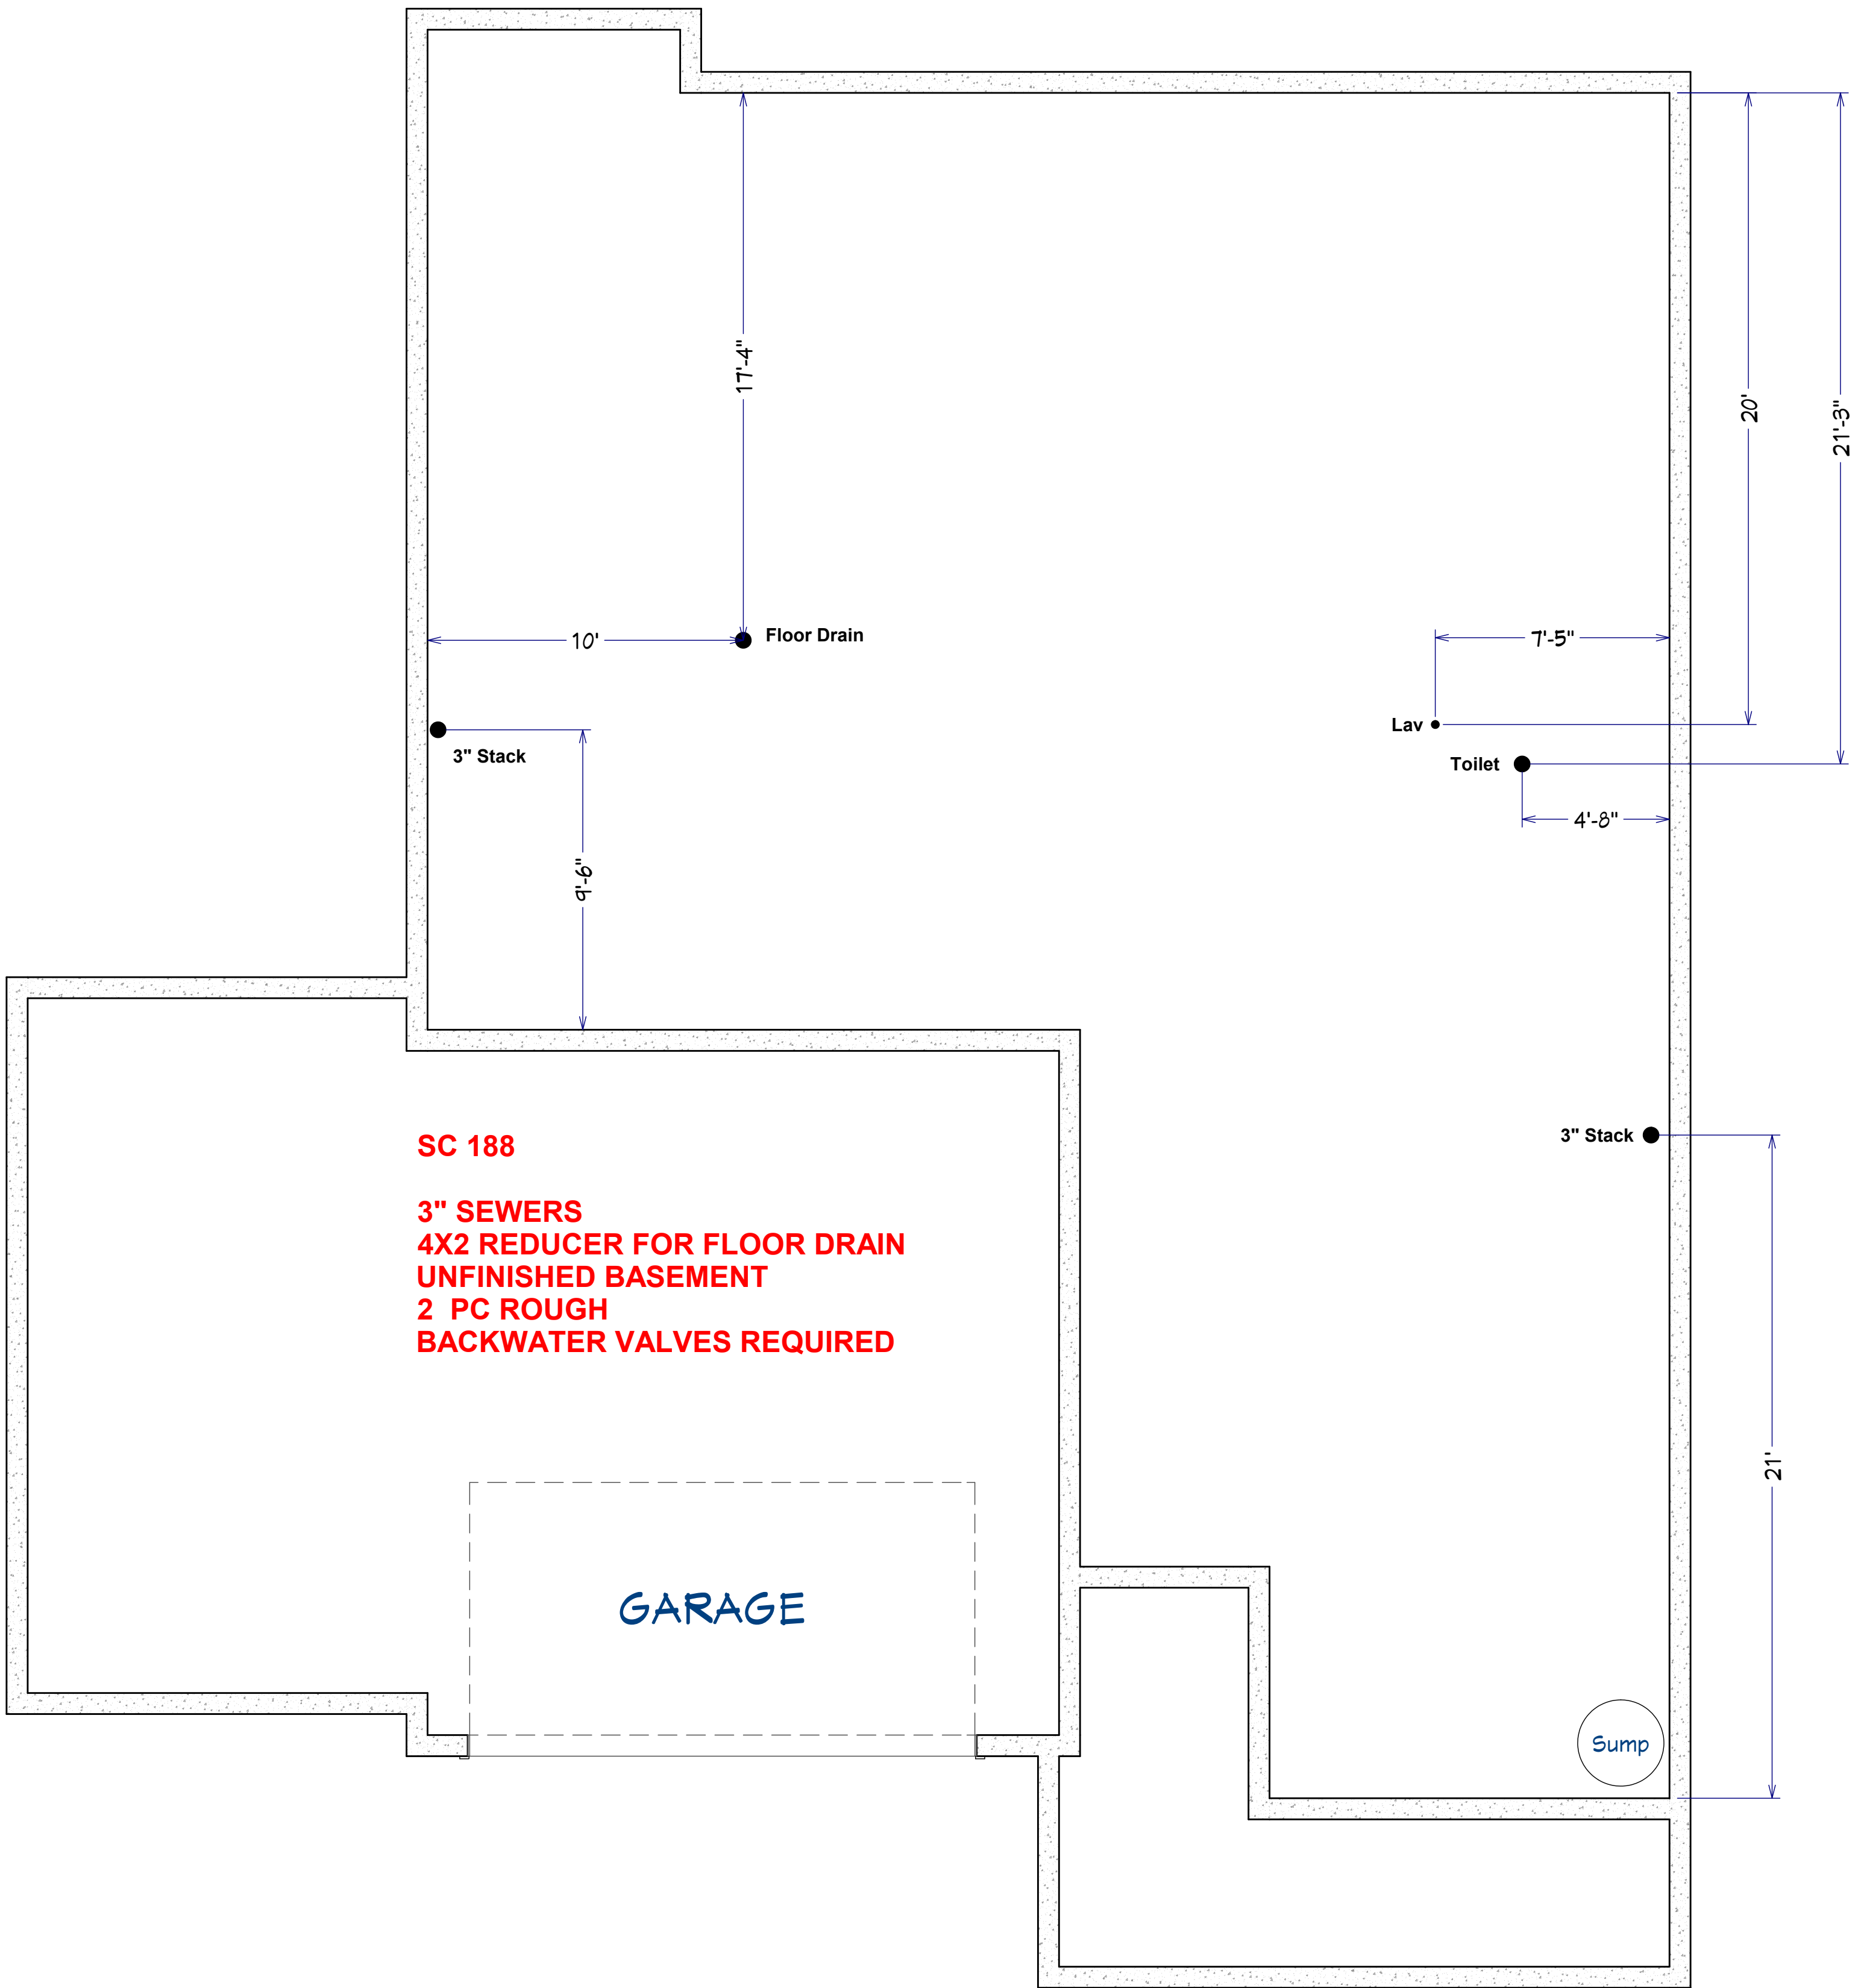 17'-4"
20'
21'-3"
10'
Floor Drain
7'-5"
Lav
3" Stack
Toilet
4'-8"
9'-6"
3" Stack
SC 188
3" SEWERS
4X2 REDUCER FOR FLOOR DRAIN
UNFINISHED BASEMENT
2 PC ROUGH
BACKWATER VALVES REQUIRED
21'
GARAGE
Sump